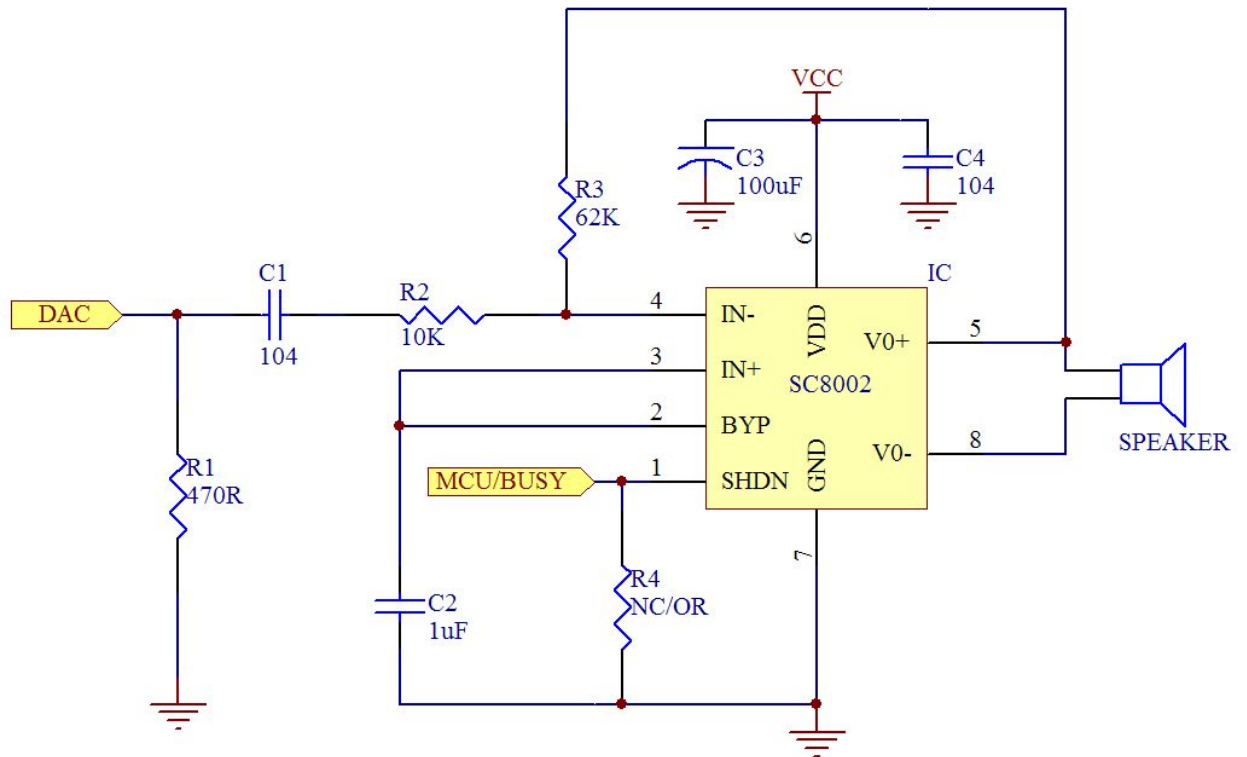 VCC
C3
100uF
C4
104
R3
62K
6
IC
C1
104
R2
10K
DAC
4
IN-
VDD
V0+
5
3
IN+
SC8002
2
BYP
SPEAKER
MCU/BUSY
1
SHDN
GND
V0-
8
R1
470R
7
C2
1uF
R4
NC/OR